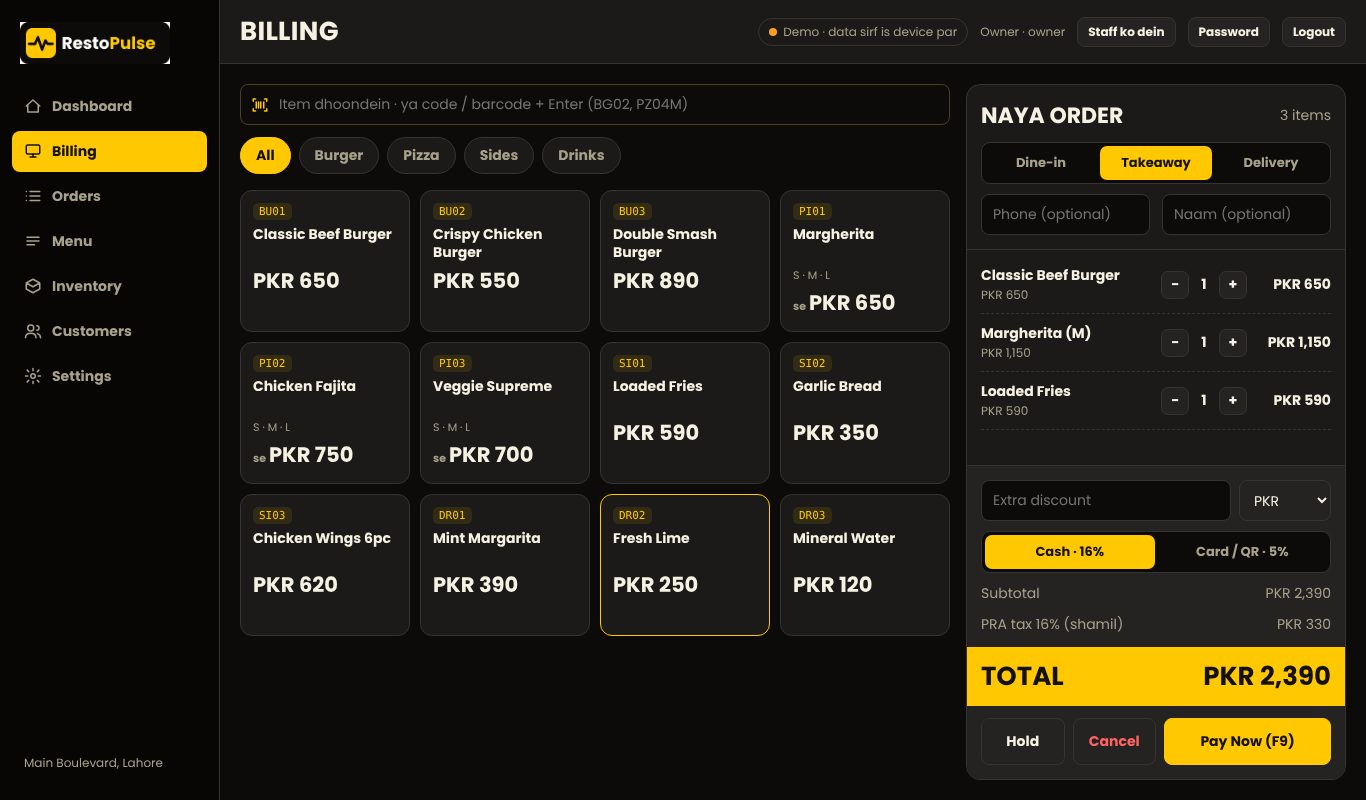 RestoPulse
Dashboard
Billing
Orders
Menu
Inventory
Customers
Settings
Main Boulevard, Lahore
BILLING
Demo · data sirf is device par
Owner · owner
Staff ko dein
Password
Logout
Item dhoondein · ya code / barcode + Enter (BG02, PZ04M)
All
Burger
Pizza
Sides
Drinks
BU01
Classic Beef Burger
PKR 650
BU02
Crispy Chicken
Burger
PKR 550
BU03
Double Smash
Burger
PKR 890
PI01
Margherita
S · M · L
se PKR 650
PI02
Chicken Fajita
S · M · L
se PKR 750
PI03
Veggie Supreme
S · M · L
se PKR 700
SI01
Loaded Fries
PKR 590
SI02
Garlic Bread
PKR 350
SI03
Chicken Wings 6pc
PKR 620
DR01
Mint Margarita
PKR 390
DR02
Fresh Lime
PKR 250
DR03
Mineral Water
PKR 120
NAYA ORDER
3 items
Dine-in
Takeaway
Delivery
Phone (optional)
Naam (optional)
Classic Beef Burger
PKR 650
- 1 +
PKR 650
Margherita (M)
PKR 1,150
- 1 +
PKR 1,150
Loaded Fries
PKR 590
- 1 +
PKR 590
Extra discount
PKR
Cash · 16%
Card / QR · 5%
Subtotal
PKR 2,390
PRA tax 16% (shamil)
PKR 330
TOTAL
PKR 2,390
Hold
Cancel
Pay Now (F9)